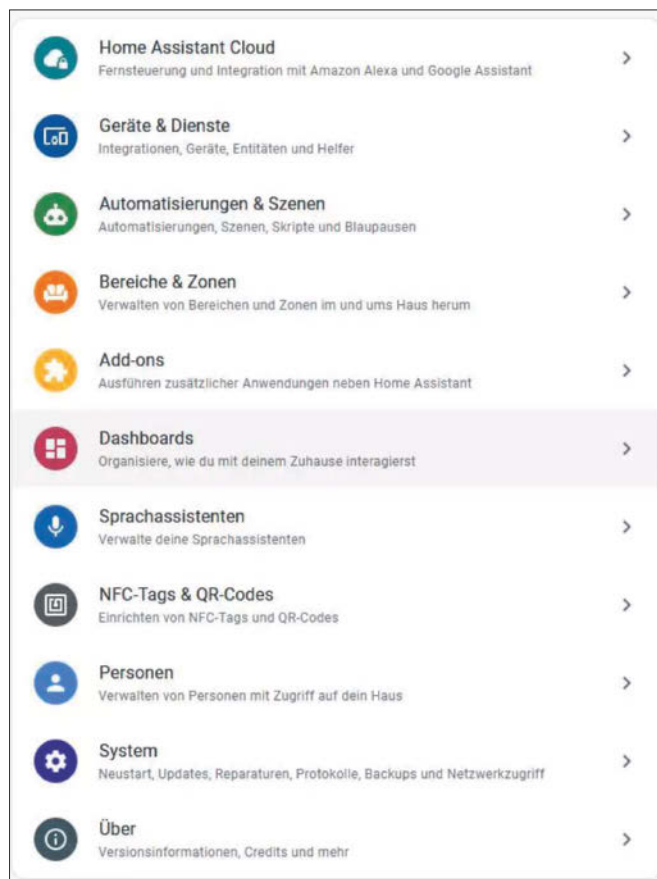 Home Assistant Cloud
Fernsteuerung und Integration mit Amazon Alexa und Google Assistant
Geräte & Dienste
Integrationen, Geräte, Entitäten und Helfer
Automatisierungen & Szenen
Automatisierungen, Szenen, Skripte und Blaupausen
Bereiche & Zonen
Verwalten von Bereichen und Zonen im und ums Haus herum
Add-ons
Ausführen zusätzlicher Anwendungen neben Home Assistant
Dashboards
Organisiere, wie du mit deinem Zuhause interagierst
Sprachassistenten
Verwalte deine Sprachassistenten
NFC-Tags & QR-Codes
Einrichten von NFC-Tags und QR-Codes
Personen
Verwalten von Personen mit Zugriff auf dein Haus
System
Neustart, Updates, Reparaturen, Protokolle, Backups und Netzwerkzugriff
Über
Versionsinformationen, Credits und mehr